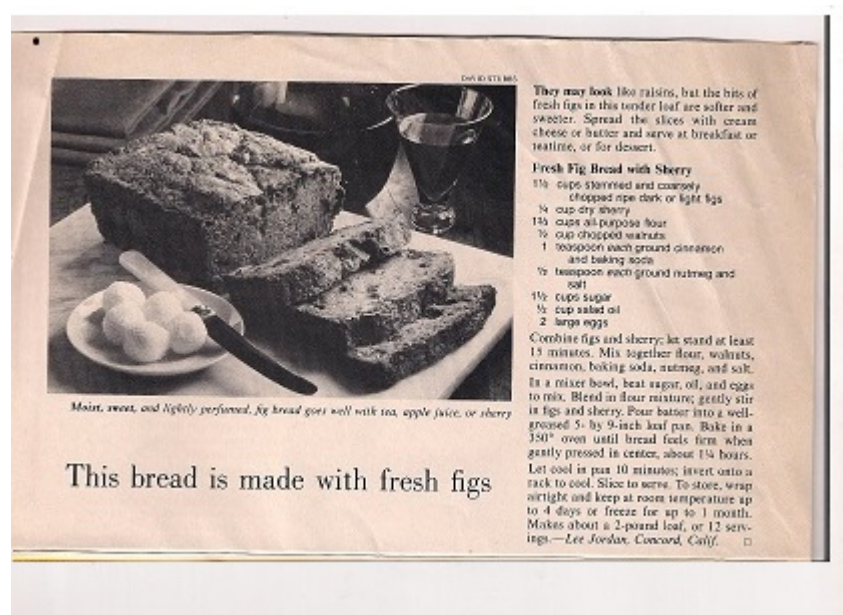 DAVID STUBBS
They may look like raisins, but the bits of
fresh figs in this tender loaf are softer and
sweeter. Spread the slices with cream
cheese or butter and serve at breakfast or
teatime, or for dessert.
Fresh Fig Bread with Sherry
cups stemmed and coarsely
chopped ripe dark or light figs
cup dry sherry
cups all-purpose flour
½ cup chopped walnuts
1 teaspoon each ground cinnamon
and baking soda
½ teaspoon each ground nutmeg and
salt
1½ cups sugar
½ cup salad oil
2 large eggs
Combine figs and sherry; let stand at least
15 minutes. Mix together flour, walnuts,
cinnamon, baking soda, nutmeg, and salt.
In a mixer bowl, beat sugar, oil, and eggs
to mix. Blend in flour mixture; gently stir
in figs and sherry. Pour batter into a well-
greased 5- by 9-inch loaf pan. Bake in a
350° oven until bread feels firm when
gently pressed in center, about 1¼ hours.
Let cool in pan 10 minutes; invert onto a
rack to cool. Slice to serve. To store, wrap
airtight and keep at room temperature up
to 4 days or freeze for up to 1 month.
Makes about a 2-pound loaf, or 12 serv-
ings.—Lee Jordan, Concord, Calif.
Moist, sweet, and lightly perfumed, fig bread goes well with tea, apple juice, or sherry
This bread is made with fresh figs